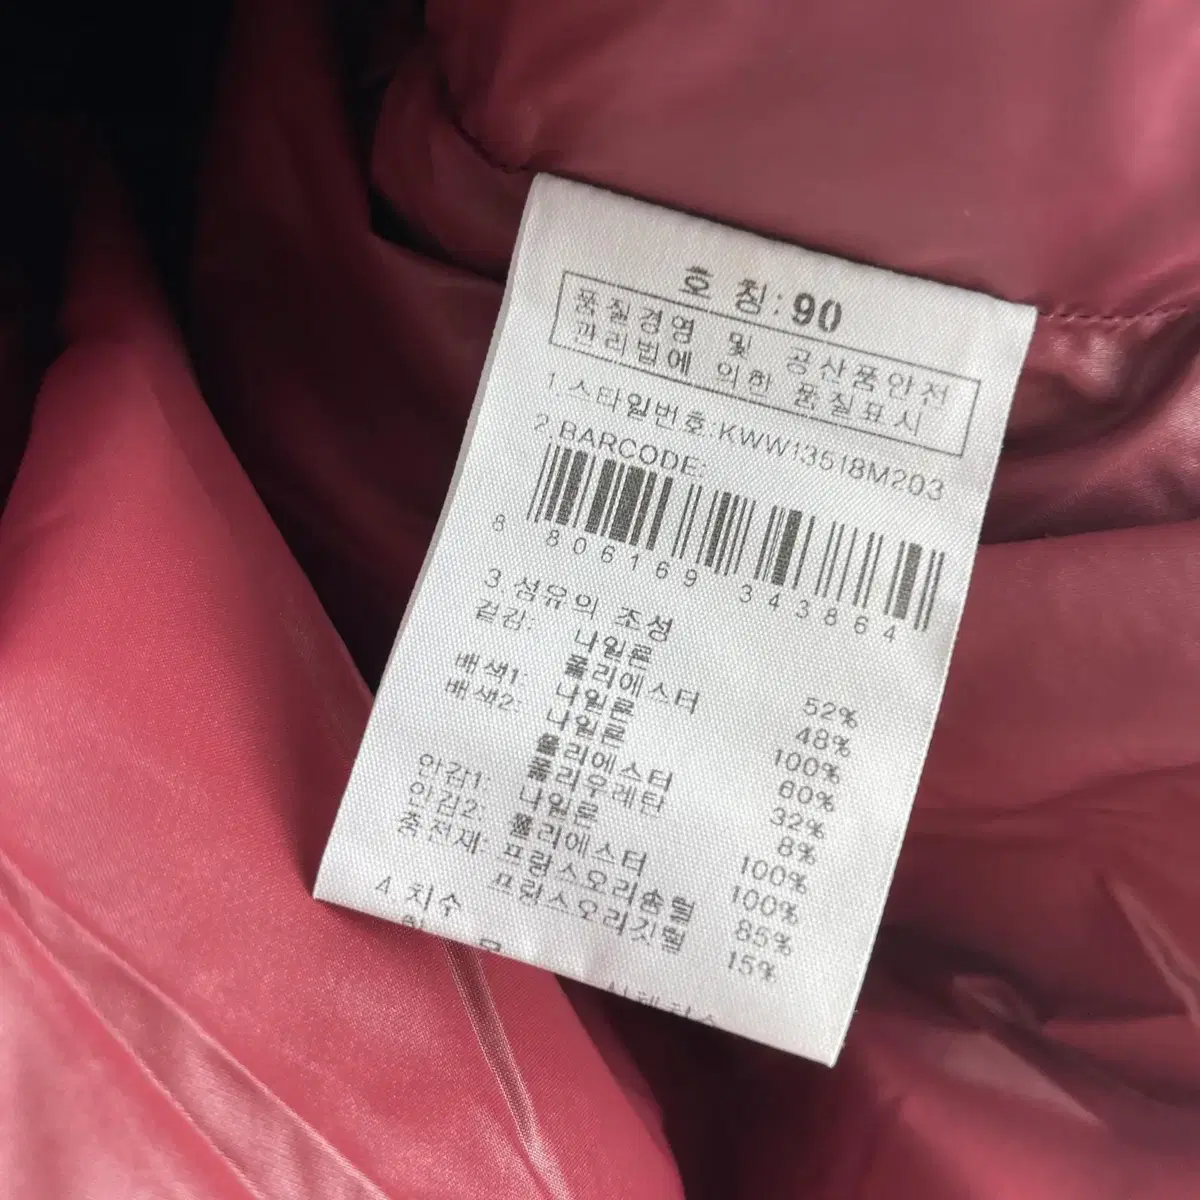 호 칭:90
품질경영 및 공산품안전
관리법에 의한 품질표시
1.스타일번호:KWW13518M203
2.BARCODE:
8 806169 343864
3.섬유의 조성
겉감: 나일론 52%
폴리에스터 48%
배색1: 나일론 100%
배색2: 나일론 60%
폴리에스터 32%
폴리우레탄 8%
안감1: 나일론 100%
안감2: 폴리에스터 100%
충전재: 프랑스오리솜털 85%
프랑스오리깃털 15%
4.치수